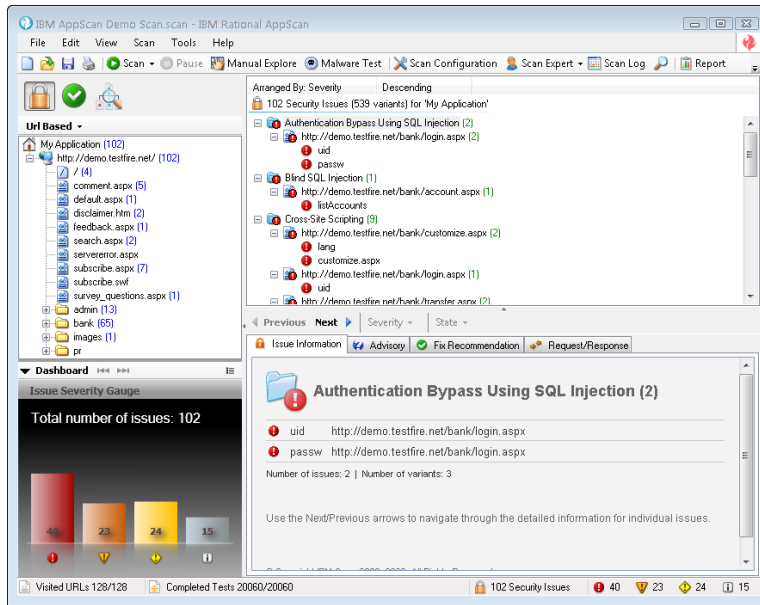 IBM AppScan Demo Scan.scan - IBM Rational AppScan
File Edit View Scan Tools Help
Scan Pause Manual Explore Malware Test Scan Configuration Scan Expert Scan Log Report
Url Based
My Application (102)
http://demo.testfire.net/ (102)
/ (4)
comment.aspx (5)
default.aspx (1)
disclaimer.htm (2)
feedback.aspx (1)
search.aspx (2)
servererror.aspx
subscribe.aspx (7)
subscribe.swf
survey_questions.aspx (1)
admin (13)
bank (65)
images (1)
pr
Dashboard
Issue Severity Gauge
Total number of issues: 102
40 23 24 15
Arranged By: Severity Descending
102 Security Issues (539 variants) for 'My Application'
Authentication Bypass Using SQL Injection (2)
http://demo.testfire.net/bank/login.aspx (2)
uid
passw
Blind SQL Injection (1)
http://demo.testfire.net/bank/account.aspx (1)
listAccounts
Cross-Site Scripting (9)
http://demo.testfire.net/bank/customize.aspx (2)
lang
customize.aspx
http://demo.testfire.net/bank/login.aspx (1)
uid
http://demo.testfire.net/bank/transfer.aspx (2)
Previous Next Severity State
Issue Information Advisory Fix Recommendation Request/Response
Authentication Bypass Using SQL Injection (2)
uid http://demo.testfire.net/bank/login.aspx
passw http://demo.testfire.net/bank/login.aspx
Number of issues: 2 | Number of variants: 3
Use the Next/Previous arrows to navigate through the detailed information for individual issues.
Visited URLs 128/128 Completed Tests 20060/20060 102 Security Issues 40 23 24 15